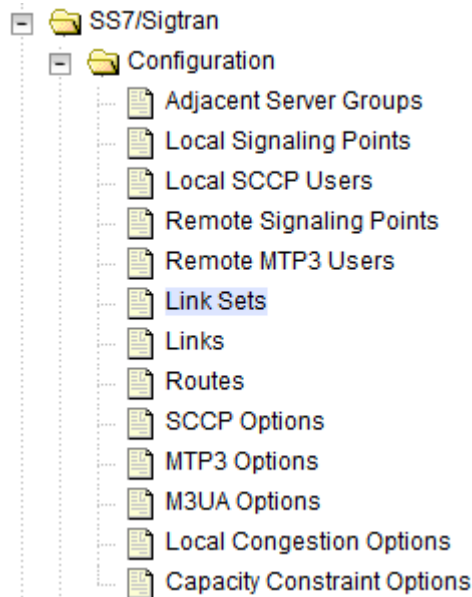 SS7/Sigtran
Configuration
Adjacent Server Groups
Local Signaling Points
Local SCCP Users
Remote Signaling Points
Remote MTP3 Users
Link Sets
Links
Routes
SCCP Options
MTP3 Options
M3UA Options
Local Congestion Options
Capacity Constraint Options